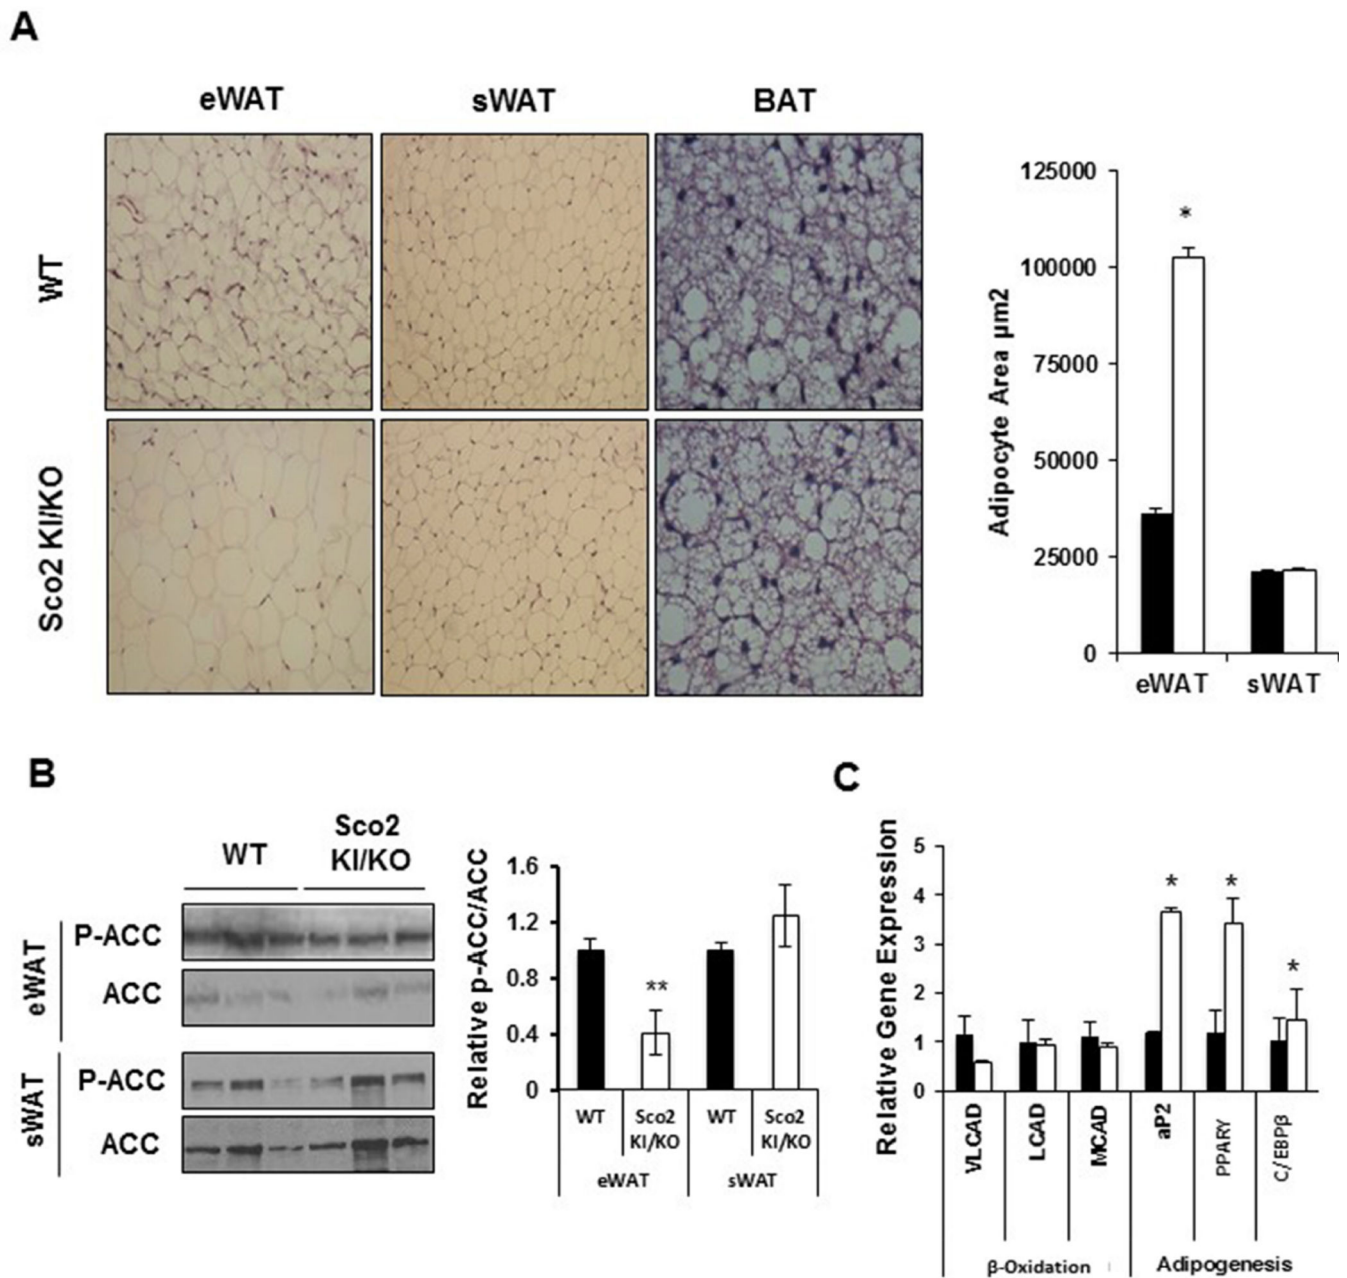 A
eWAT
sWAT
BAT
WT
Sco2 KI/KO
Adipocyte Area µm2
125000
*
100000
75000
50000
25000
0
eWAT
sWAT
B
WT
Sco2
KI/KO
eWAT
P-ACC
ACC
sWAT
P-ACC
ACC
Relative p-ACC/ACC
1.6
1.2
0.8
**
0.4
0
WT
Sco2
KI/KO
WT
Sco2
KI/KO
eWAT
sWAT
C
Relative Gene Expression
5
4
3
2
1
0
*
*
*
VLCAD
LCAD
MCAD
aP2
PPARγ
C/EBPβ
β-Oxidation
Adipogenesis